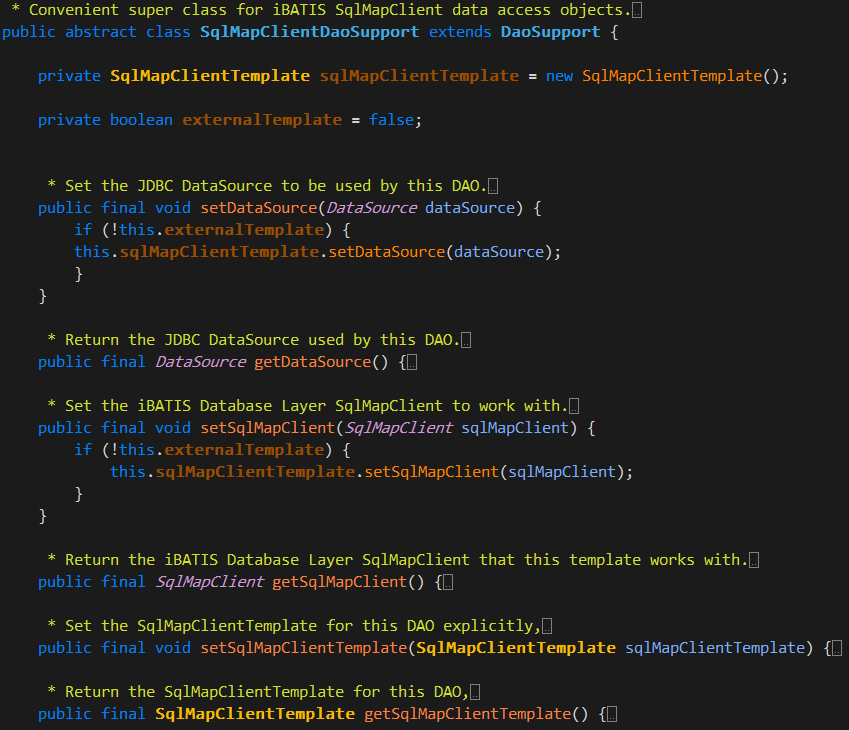 * Convenient super class for iBATIS SqlMapClient data access objects.
public abstract class SqlMapClientDaoSupport extends DaoSupport {
private SqlMapClientTemplate sqlMapClientTemplate = new SqlMapClientTemplate();
private boolean externalTemplate = false;
* Set the JDBC DataSource to be used by this DAO.
public final void setDataSource(DataSource dataSource) {
if (!this.externalTemplate) {
this.sqlMapClientTemplate.setDataSource(dataSource);
}
}
* Return the JDBC DataSource used by this DAO.
public final DataSource getDataSource() {
* Set the iBATIS Database Layer SqlMapClient to work with.
public final void setSqlMapClient(SqlMapClient sqlMapClient) {
if (!this.externalTemplate) {
this.sqlMapClientTemplate.setSqlMapClient(sqlMapClient);
}
}
* Return the iBATIS Database Layer SqlMapClient that this template works with.
public final SqlMapClient getSqlMapClient() {
* Set the SqlMapClientTemplate for this DAO explicitly,
public final void setSqlMapClientTemplate(SqlMapClientTemplate sqlMapClientTemplate) {
* Return the SqlMapClientTemplate for this DAO,
public final SqlMapClientTemplate getSqlMapClientTemplate() {